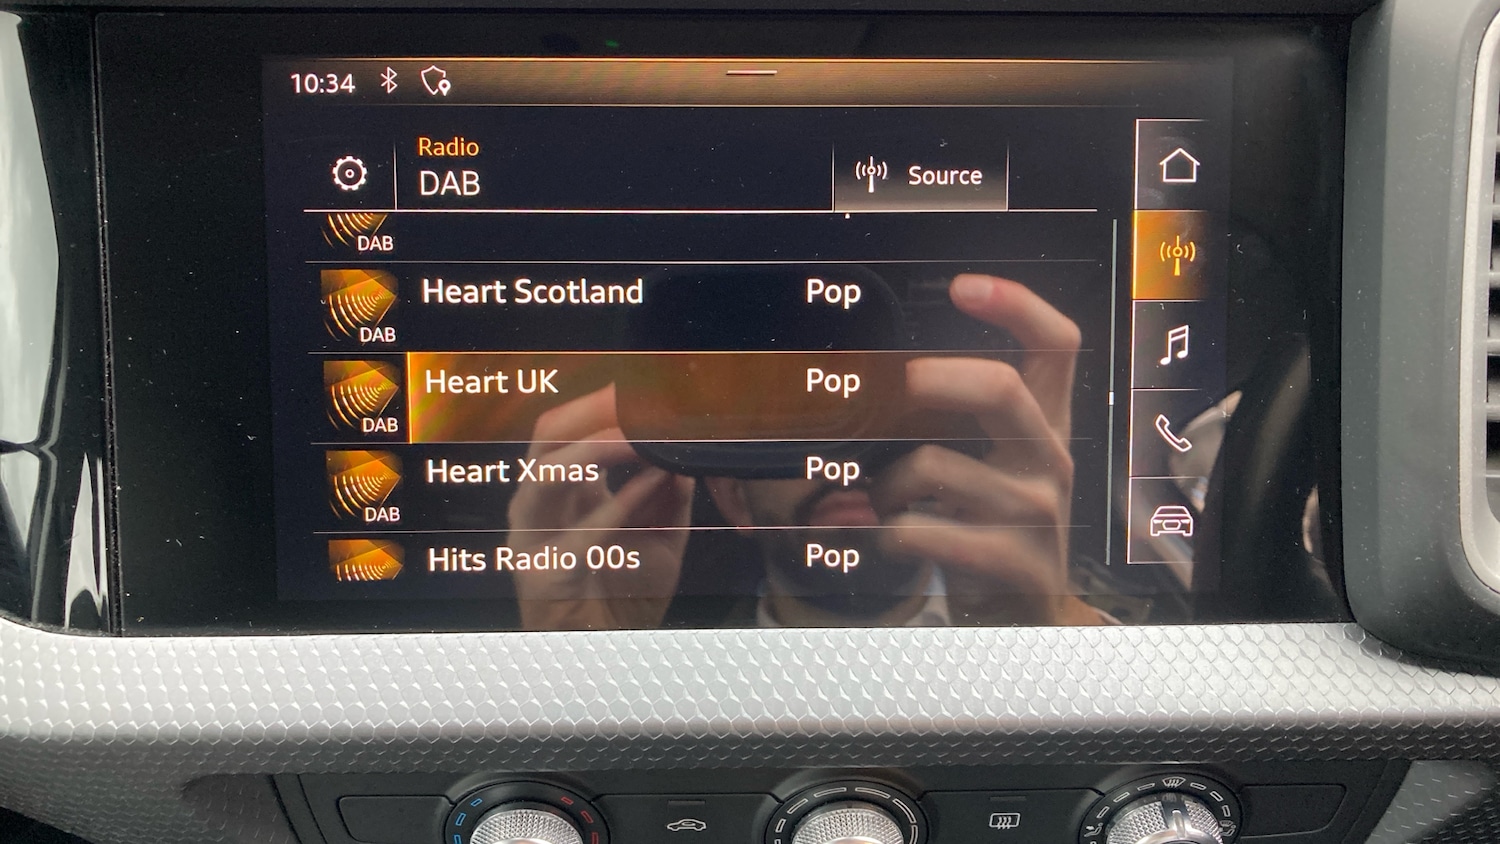 10:34
Radio
DAB
Source
DAB
Heart Scotland Pop
DAB
Heart UK Pop
DAB
Heart Xmas Pop
DAB
Hits Radio 00s Pop